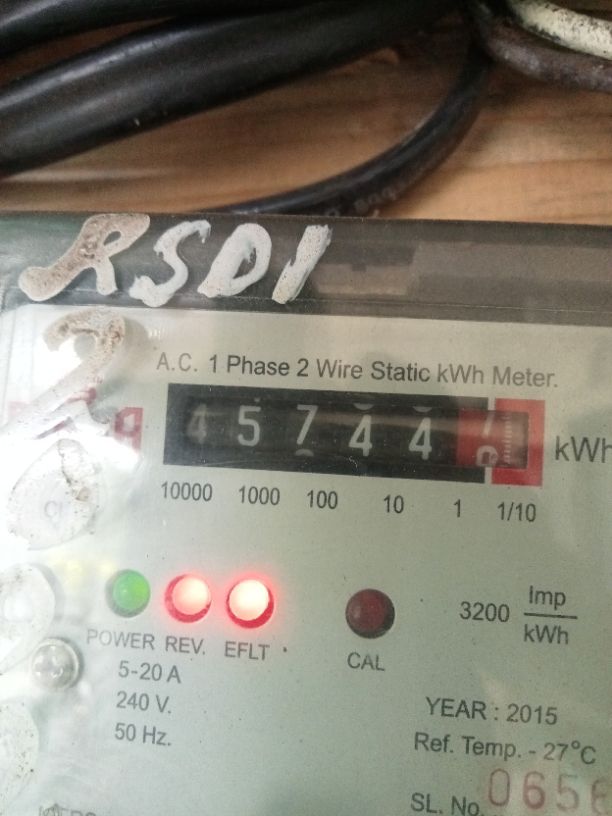 RSDI
2
A.C. 1 Phase 2 Wire Static kWh Meter.
4 5 7 4 4 kWh
10000 1000 100 10 1 1/10
3200 Imp/kWh
POWER REV. EFLT CAL
5-20 A
240 V.
50 Hz.
YEAR : 2015
Ref. Temp. - 27°C
SL. No. 0656